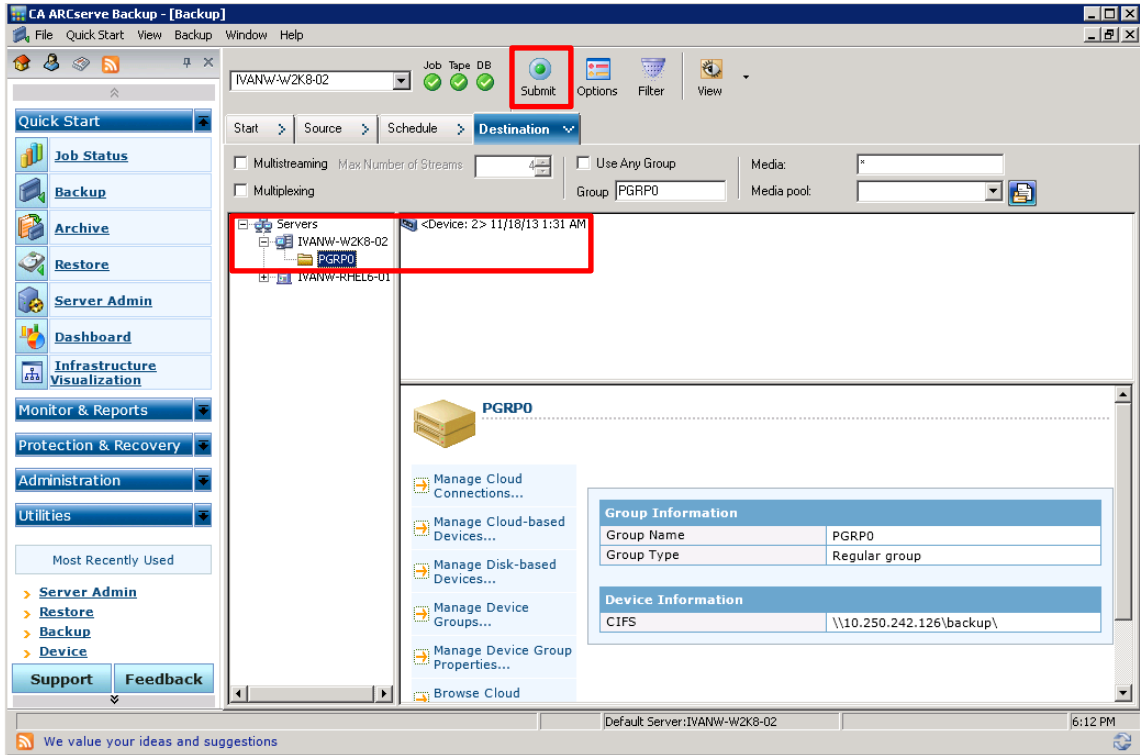 CA ARCserve Backup - [Backup]
File Quick Start View Backup Window Help
IVANW-W2K8-02
Job Tape DB
Submit
Options
Filter
View
Quick Start
Job Status
Backup
Archive
Restore
Server Admin
Dashboard
Infrastructure
Visualization
Monitor & Reports
Protection & Recovery
Administration
Utilities
Most Recently Used
Server Admin
Restore
Backup
Device
Support
Feedback
Start
Source
Schedule
Destination
Multistreaming Max Number of Streams 4
Use Any Group
Media: *
Multiplexing
Group PGRP0
Media pool:
Servers
IVANW-W2K8-02
PGRP0
IVANW-RHEL6-01
<Device: 2> 11/18/13 1:31 AM
PGRP0
Manage Cloud
Connections...
Manage Cloud-based
Devices...
Manage Disk-based
Devices...
Manage Device
Groups...
Manage Device Group
Properties...
Browse Cloud
Group Information
Group Name PGRP0
Group Type Regular group
Device Information
CIFS \\10.250.242.126\backup\
Default Server:IVANW-W2K8-02
6:12 PM
We value your ideas and suggestions